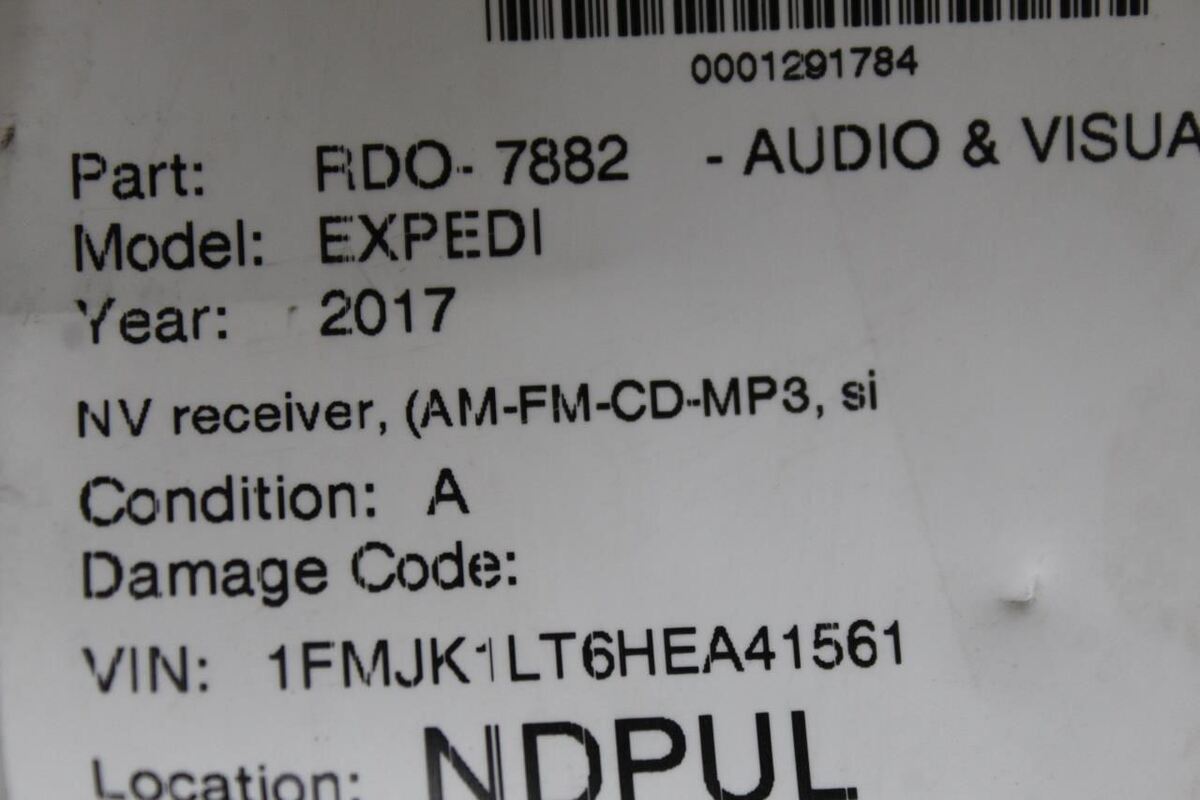 0001291784
Part: RDO- 7882 - AUDIO & VISUA
Model: EXPEDI
Year: 2017
NV receiver, (AM-FM-CD-MP3, si
Condition: A
Damage Code:
VIN: 1FMJK1LT6HEA41561
Location: NDPUL